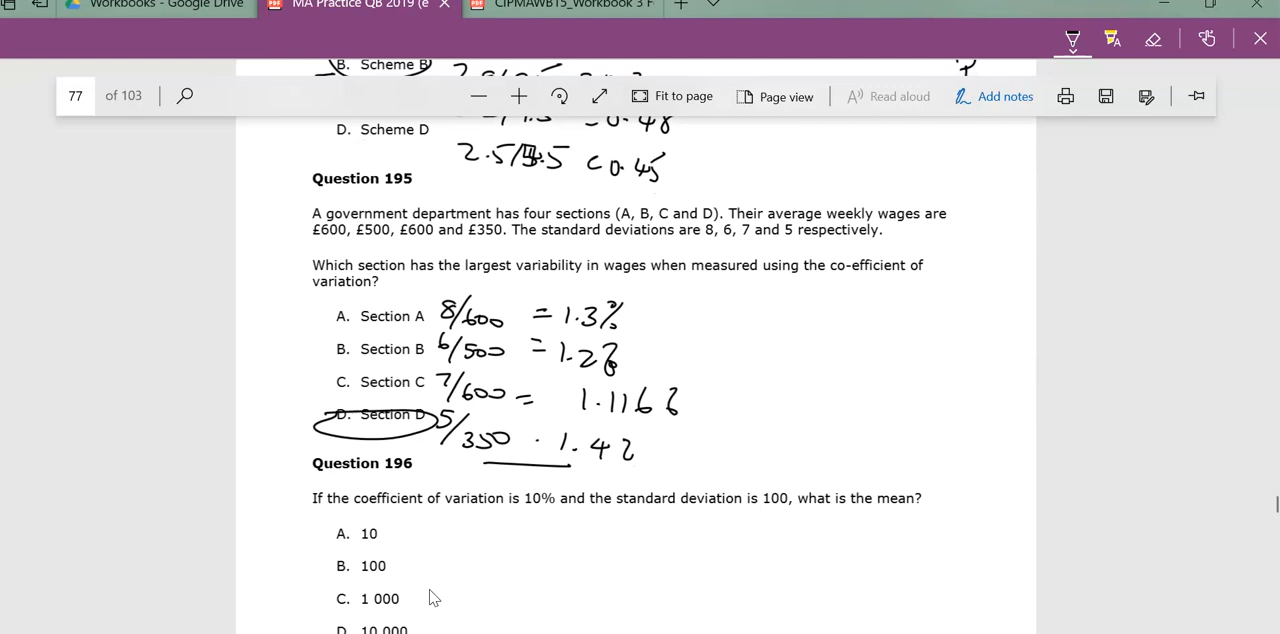 Workbooks - Google Drive
MA Practice QB 2019 (e
CIPMAWB15_Workbook 3 F
B. Scheme B
77 of 103
Fit to page
Page view
Read aloud
Add notes
= 0.48
D. Scheme D
0.45
Question 195
A government department has four sections (A, B, C and D). Their average weekly wages are
£600, £500, £600 and £350. The standard deviations are 8, 6, 7 and 5 respectively.
Which section has the largest variability in wages when measured using the co-efficient of
variation?
A. Section A 8/600 = 1.3%
B. Section B 6/500 = 1.2%
C. Section C 7/600 = 1.116%
D. Section D 5/350 1.4%
Question 196
If the coefficient of variation is 10% and the standard deviation is 100, what is the mean?
A. 10
B. 100
C. 1 000
D. 10 000